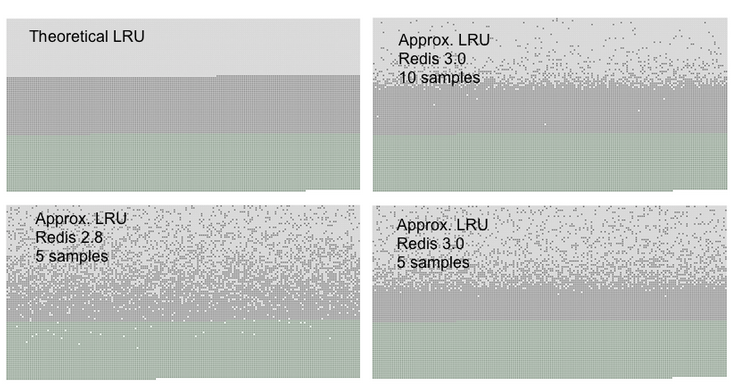 Theoretical LRU
Approx. LRU
Redis 3.0
10 samples
Approx. LRU
Redis 2.8
5 samples
Approx. LRU
Redis 3.0
5 samples